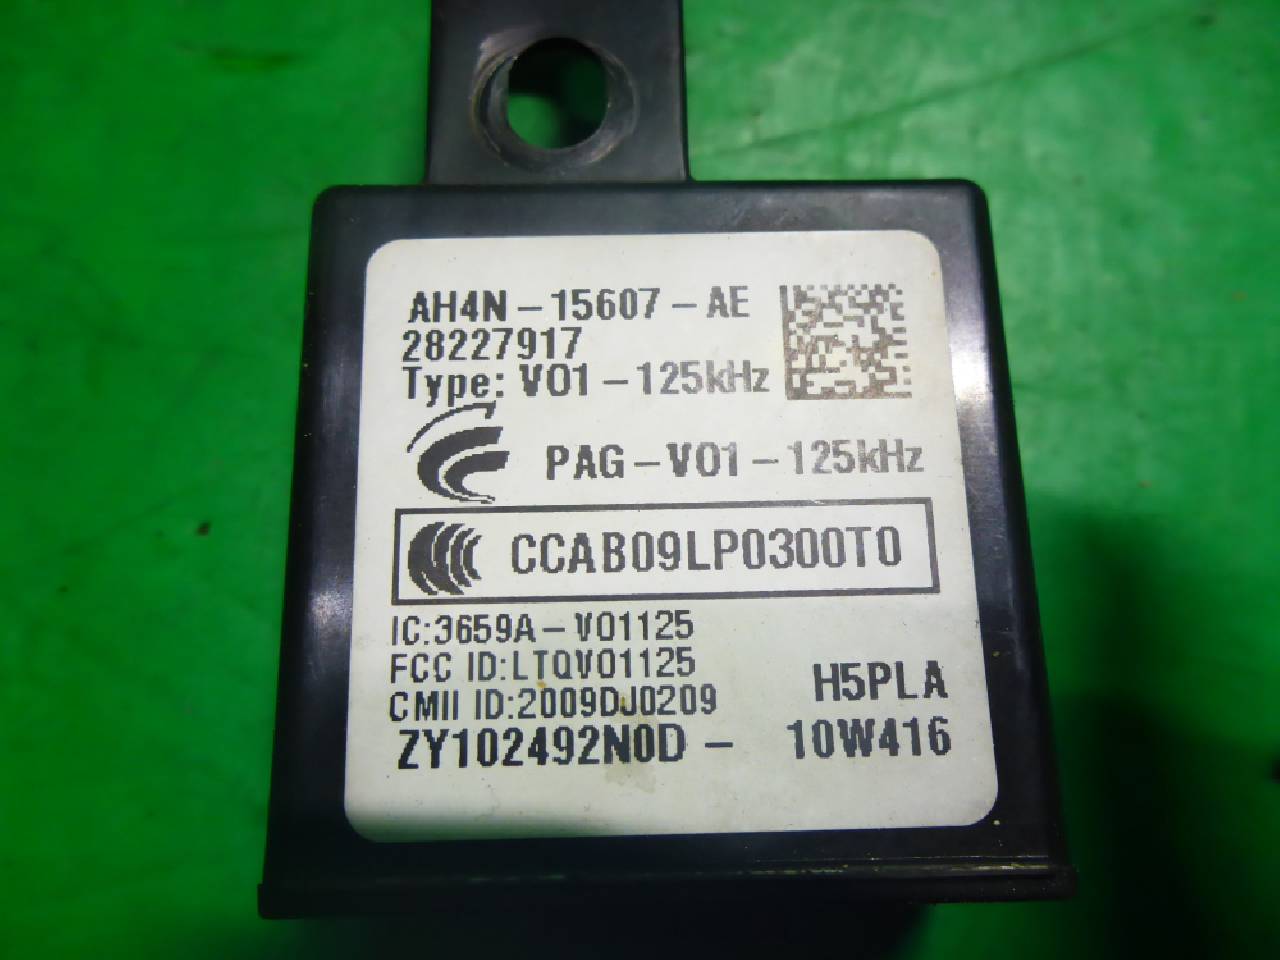 AH4N-15607-AE
28227917
Type: V01-125kHz
PAG-V01-125kHz
CCAB09LP0300T0
IC:3659A-V01125
FCC ID:LTQV01125
CMII ID:2009DJ0209
H5PLA
ZY102492N0D - 10W416